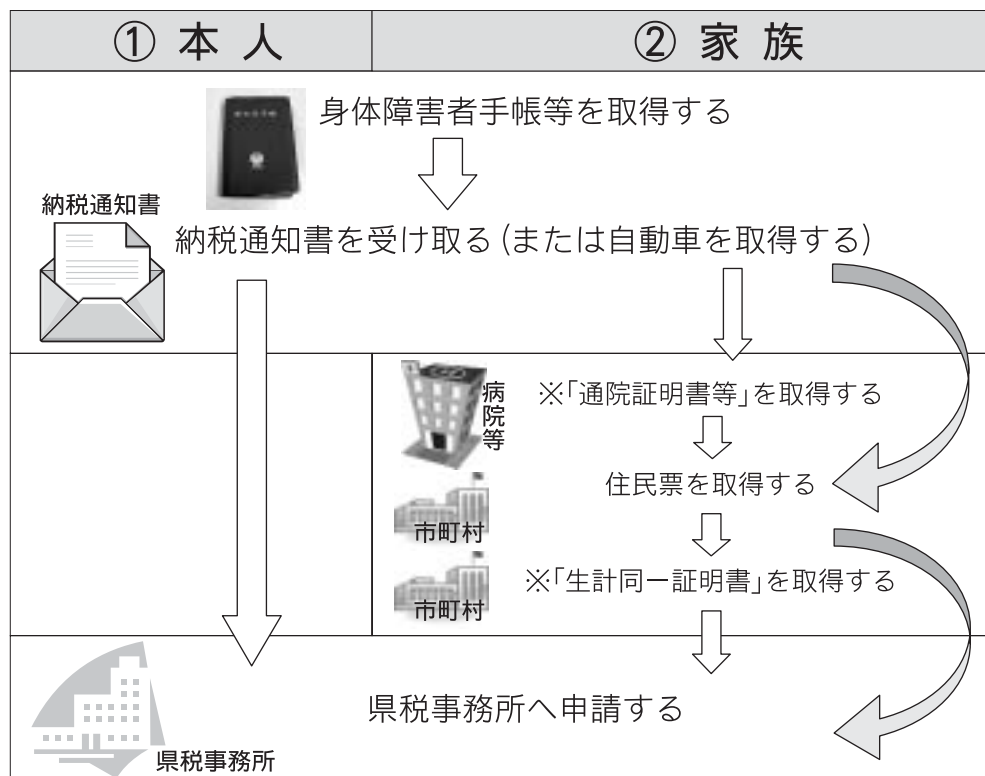 ① 本人
② 家族
身体障害者手帳等を取得する
納税通知書
納税通知書を受け取る(または自動車を取得する)
病院等
※「通院証明書等」を取得する
住民票を取得する
市町村
※「生計同一証明書」を取得する
市町村
県税事務所へ申請する
県税事務所